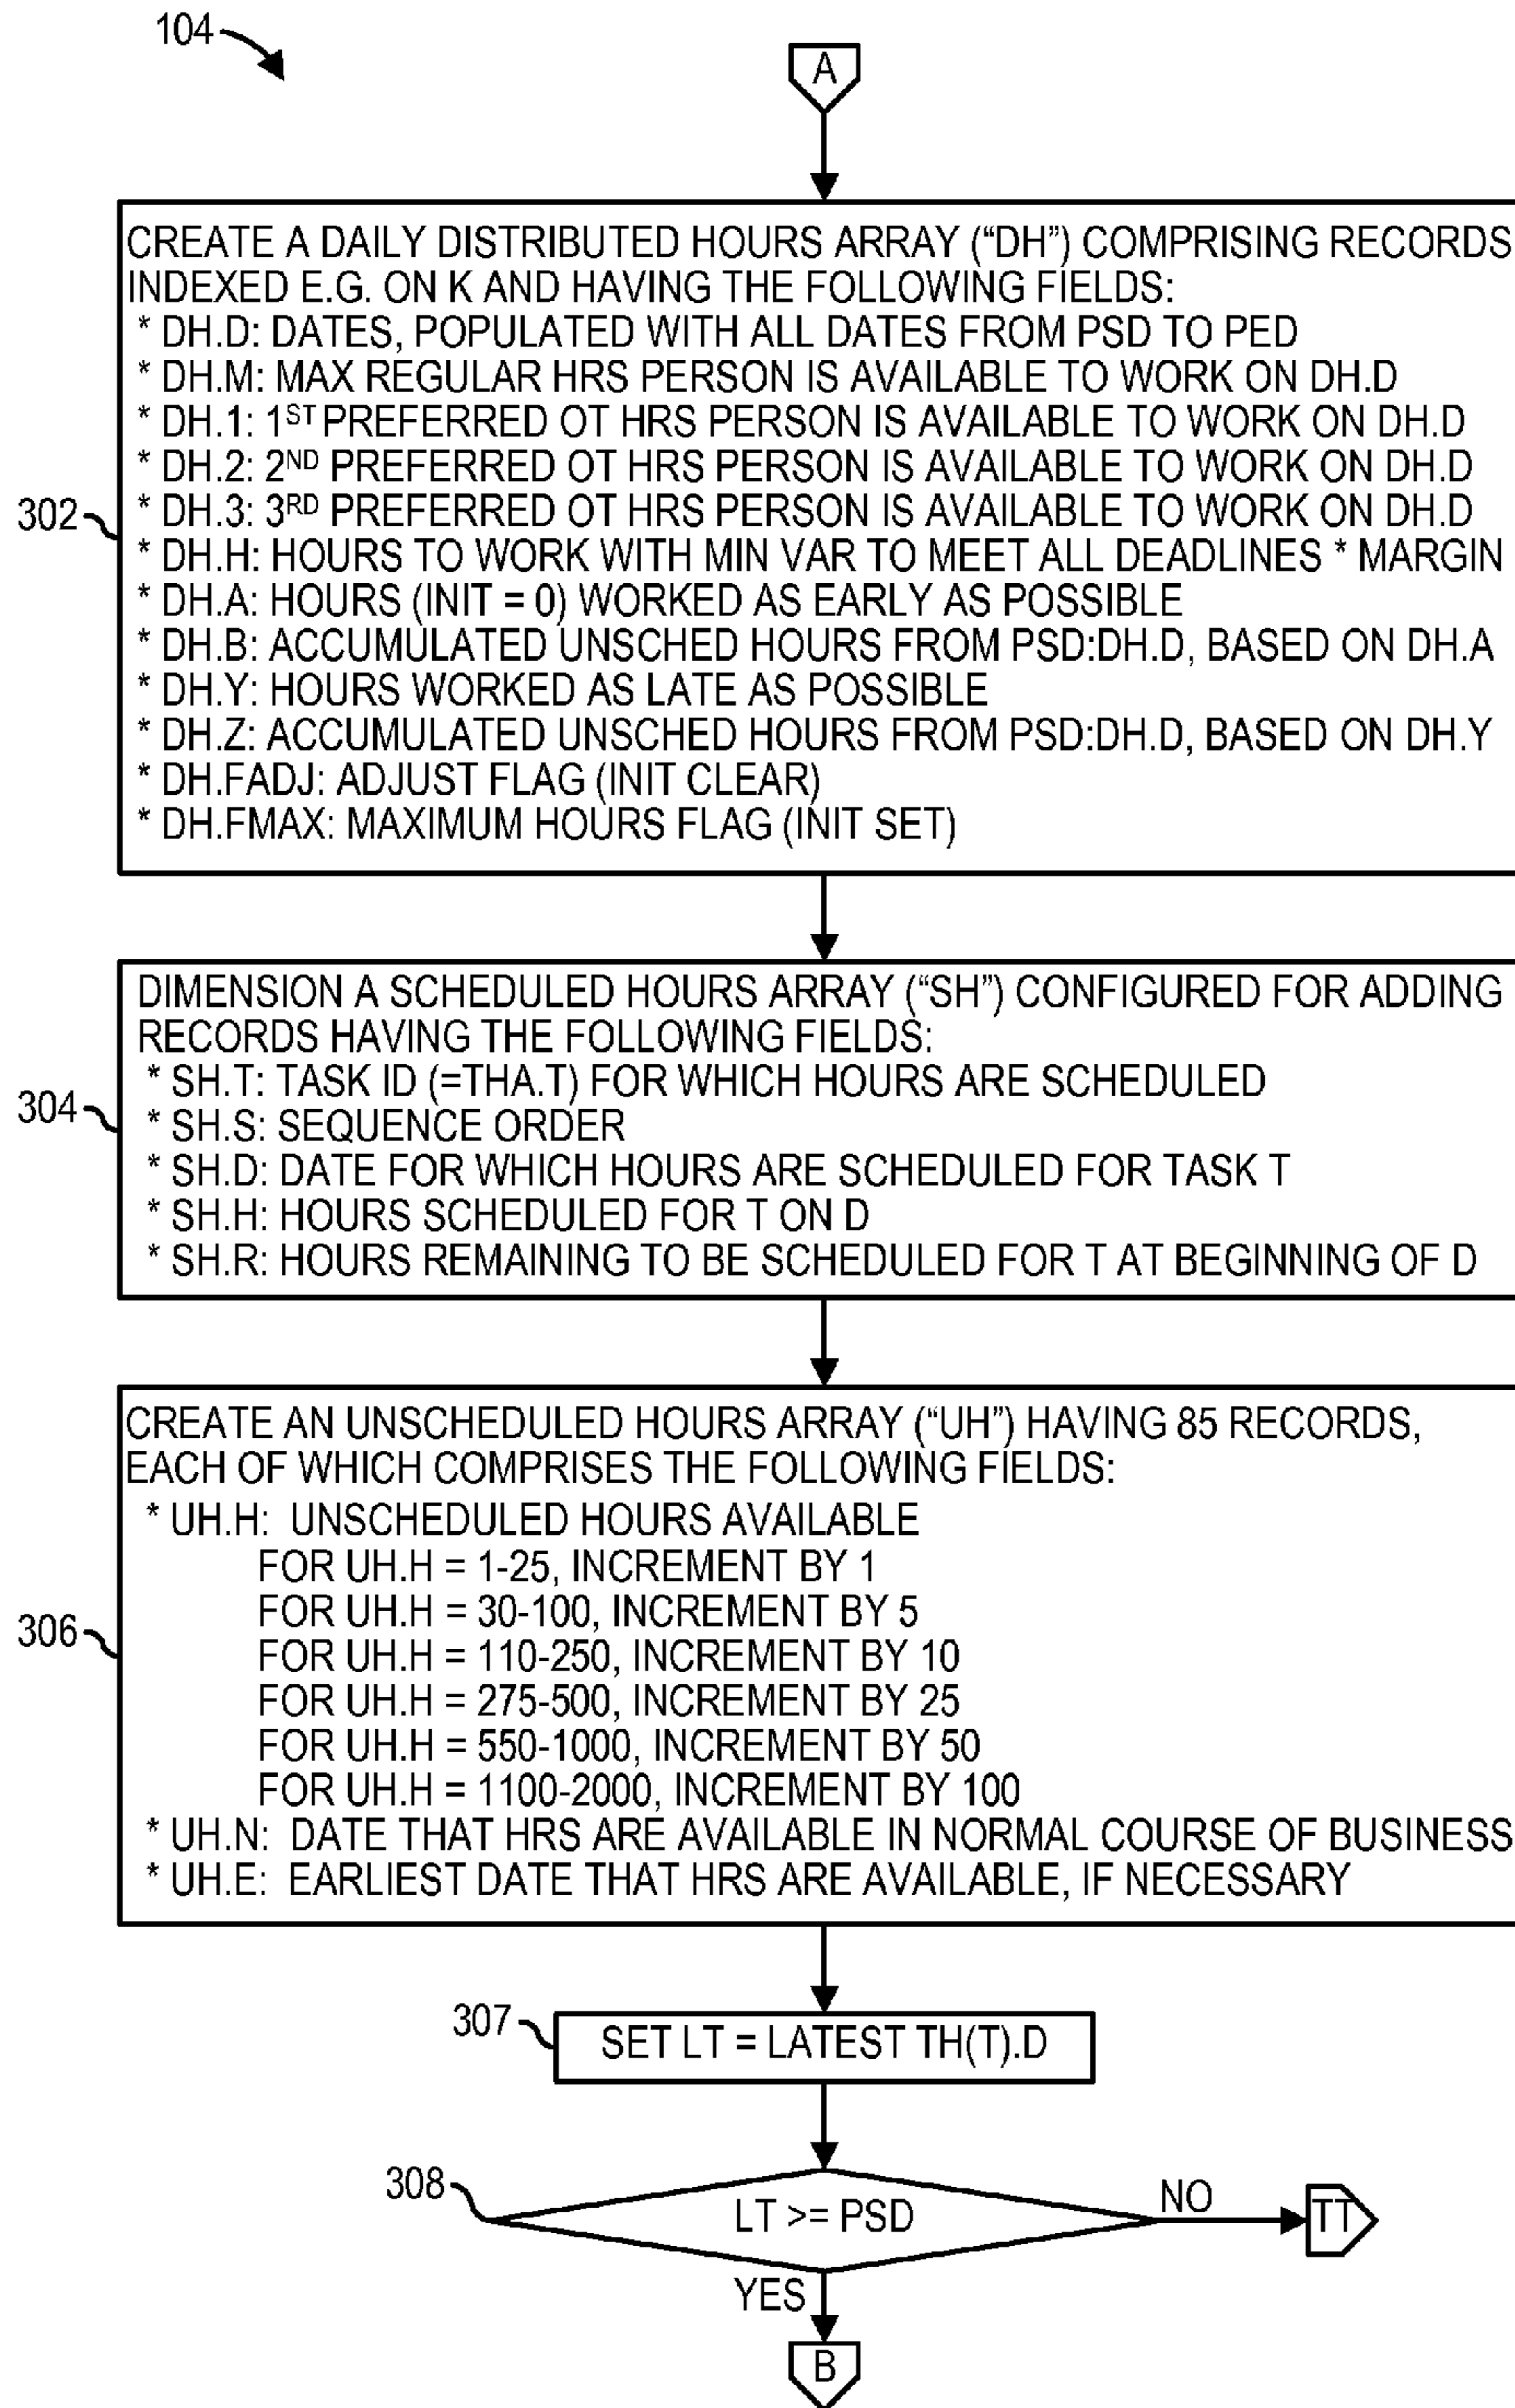 104
A
CREATE A DAILY DISTRIBUTED HOURS ARRAY (“DH”) COMPRISING RECORDS
INDEXED E.G. ON K AND HAVING THE FOLLOWING FIELDS:
* DH.D: DATES, POPULATED WITH ALL DATES FROM PSD TO PED
* DH.M: MAX REGULAR HRS PERSON IS AVAILABLE TO WORK ON DH.D
* DH.1: 1ST PREFERRED OT HRS PERSON IS AVAILABLE TO WORK ON DH.D
* DH.2: 2ND PREFERRED OT HRS PERSON IS AVAILABLE TO WORK ON DH.D
* DH.3: 3RD PREFERRED OT HRS PERSON IS AVAILABLE TO WORK ON DH.D
302
* DH.H: HOURS TO WORK WITH MIN VAR TO MEET ALL DEADLINES * MARGIN
* DH.A: HOURS (INIT = 0) WORKED AS EARLY AS POSSIBLE
* DH.B: ACCUMULATED UNSCHED HOURS FROM PSD:DH.D, BASED ON DH.A
* DH.Y: HOURS WORKED AS LATE AS POSSIBLE
* DH.Z: ACCUMULATED UNSCHED HOURS FROM PSD:DH.D, BASED ON DH.Y
* DH.FADJ: ADJUST FLAG (INIT CLEAR)
* DH.FMAX: MAXIMUM HOURS FLAG (INIT SET)
DIMENSION A SCHEDULED HOURS ARRAY (“SH”) CONFIGURED FOR ADDING
RECORDS HAVING THE FOLLOWING FIELDS:
* SH.T: TASK ID (=THA.T) FOR WHICH HOURS ARE SCHEDULED
304
* SH.S: SEQUENCE ORDER
* SH.D: DATE FOR WHICH HOURS ARE SCHEDULED FOR TASK T
* SH.H: HOURS SCHEDULED FOR T ON D
* SH.R: HOURS REMAINING TO BE SCHEDULED FOR T AT BEGINNING OF D
CREATE AN UNSCHEDULED HOURS ARRAY (“UH”) HAVING 85 RECORDS,
EACH OF WHICH COMPRISES THE FOLLOWING FIELDS:
* UH.H: UNSCHEDULED HOURS AVAILABLE
FOR UH.H = 1-25, INCREMENT BY 1
FOR UH.H = 30-100, INCREMENT BY 5
306
FOR UH.H = 110-250, INCREMENT BY 10
FOR UH.H = 275-500, INCREMENT BY 25
FOR UH.H = 550-1000, INCREMENT BY 50
FOR UH.H = 1100-2000, INCREMENT BY 100
* UH.N: DATE THAT HRS ARE AVAILABLE IN NORMAL COURSE OF BUSINESS
* UH.E: EARLIEST DATE THAT HRS ARE AVAILABLE, IF NECESSARY
307
SET LT = LATEST TH(T).D
308
LT >= PSD
NO
TT
YES
B